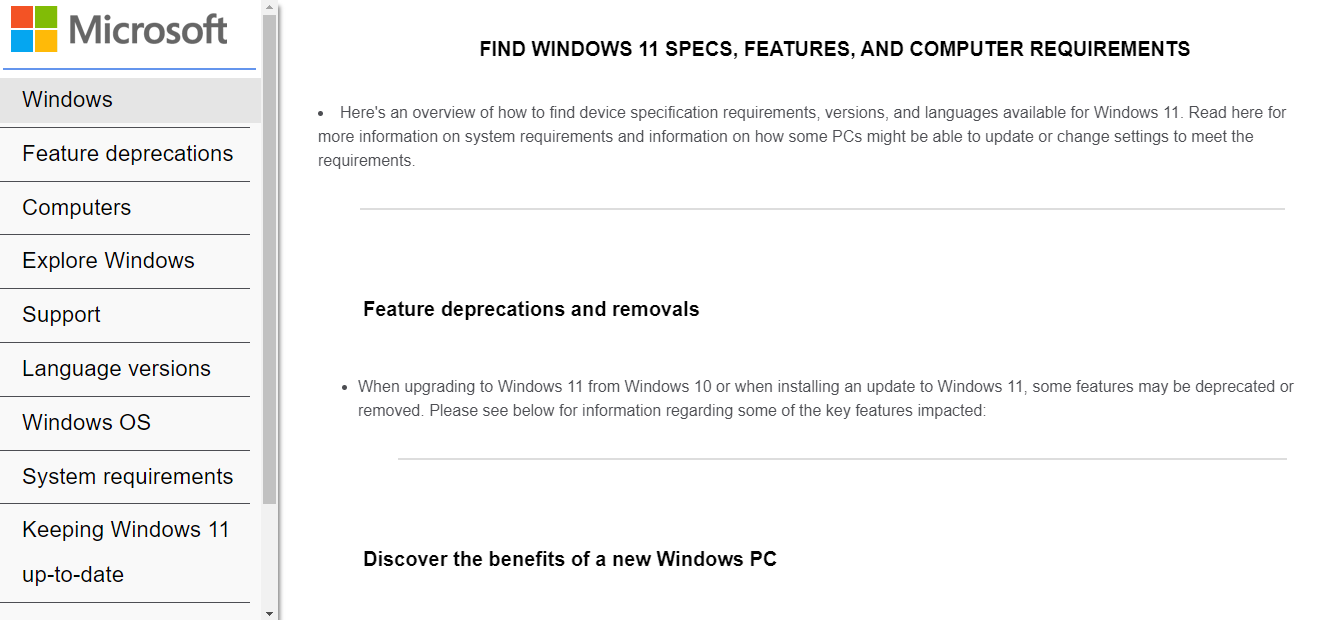 Microsoft
Windows
Feature deprecations
Computers
Explore Windows
Support
Language versions
Windows OS
System requirements
Keeping Windows 11
up-to-date
FIND WINDOWS 11 SPECS, FEATURES, AND COMPUTER REQUIREMENTS
• Here's an overview of how to find device specification requirements, versions, and languages available for Windows 11. Read here for
more information on system requirements and information on how some PCs might be able to update or change settings to meet the
requirements.
Feature deprecations and removals
• When upgrading to Windows 11 from Windows 10 or when installing an update to Windows 11, some features may be deprecated or
removed. Please see below for information regarding some of the key features impacted:
Discover the benefits of a new Windows PC